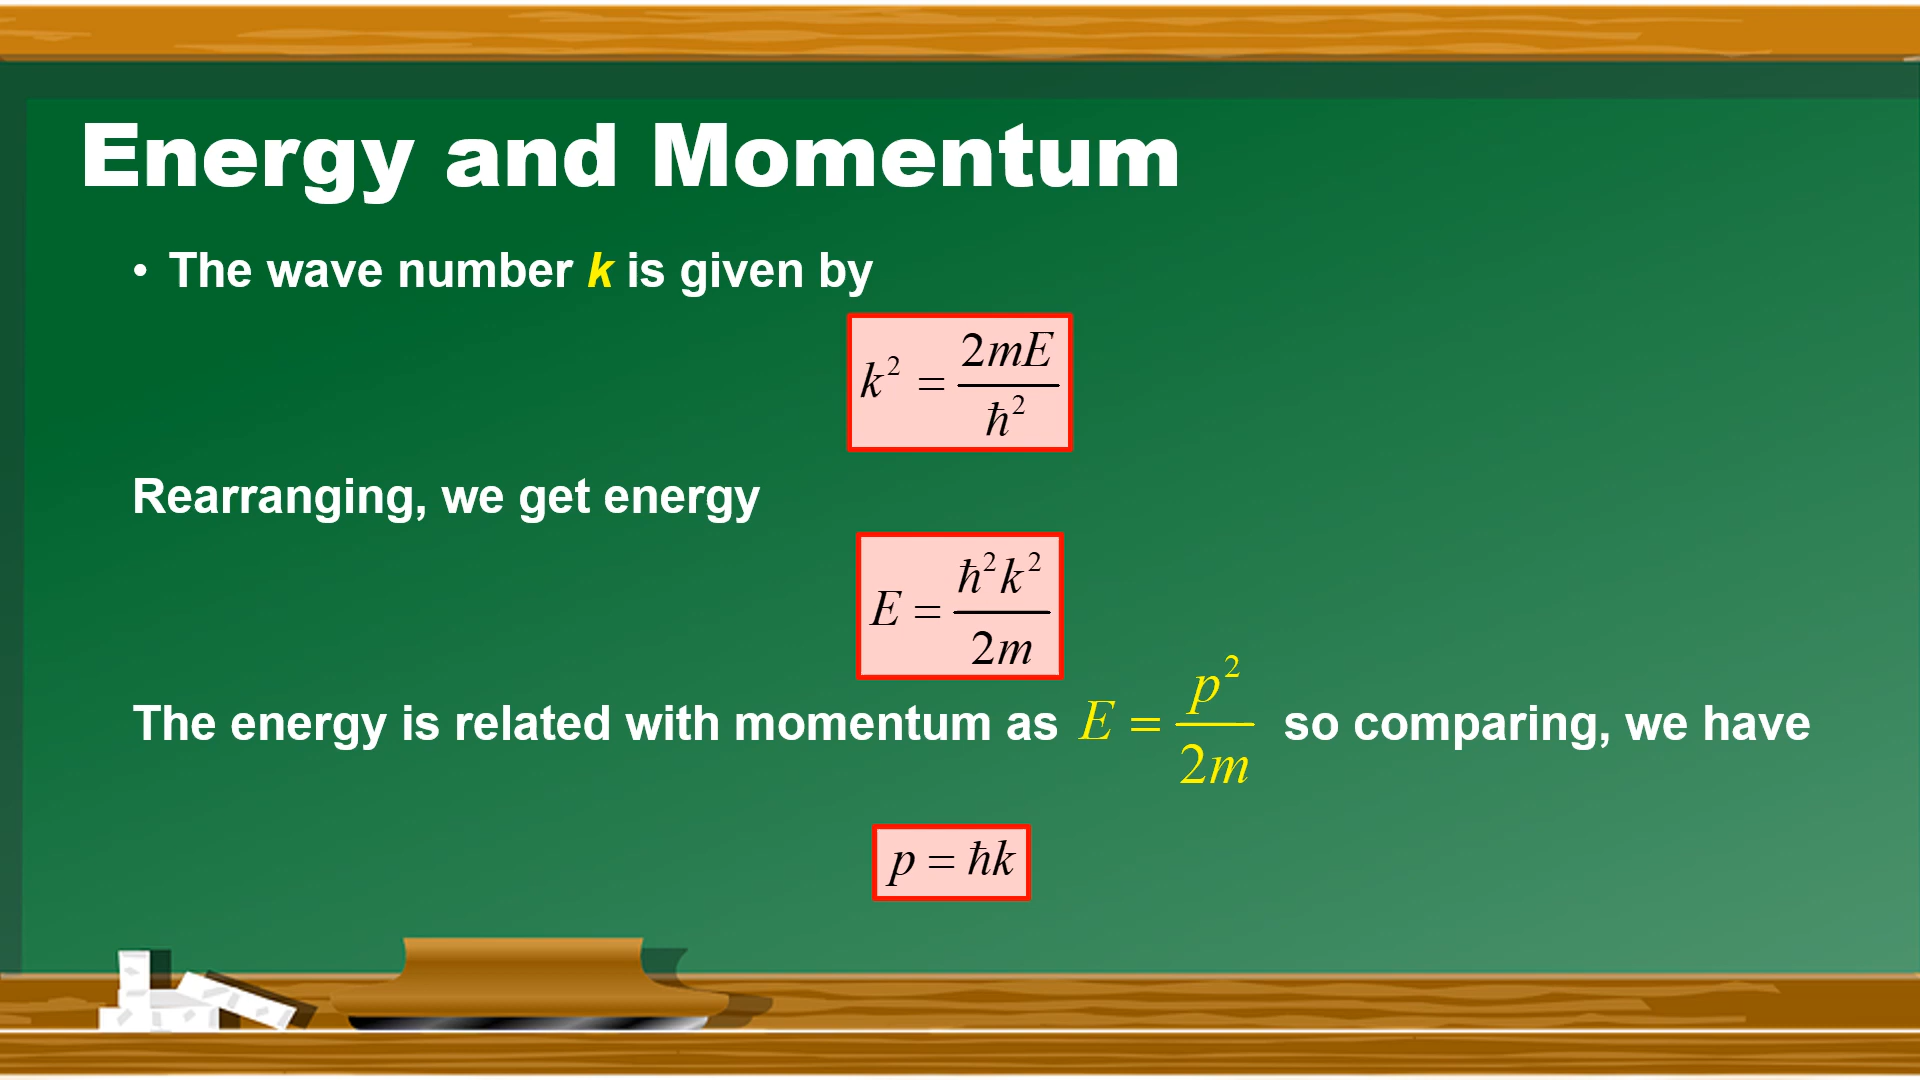 Energy and Momentum
• The wave number k is given by
k² = 2mE / ħ²
Rearranging, we get energy
E = ħ²k² / 2m
The energy is related with momentum as E = p² / 2m so comparing, we have
p = ħk